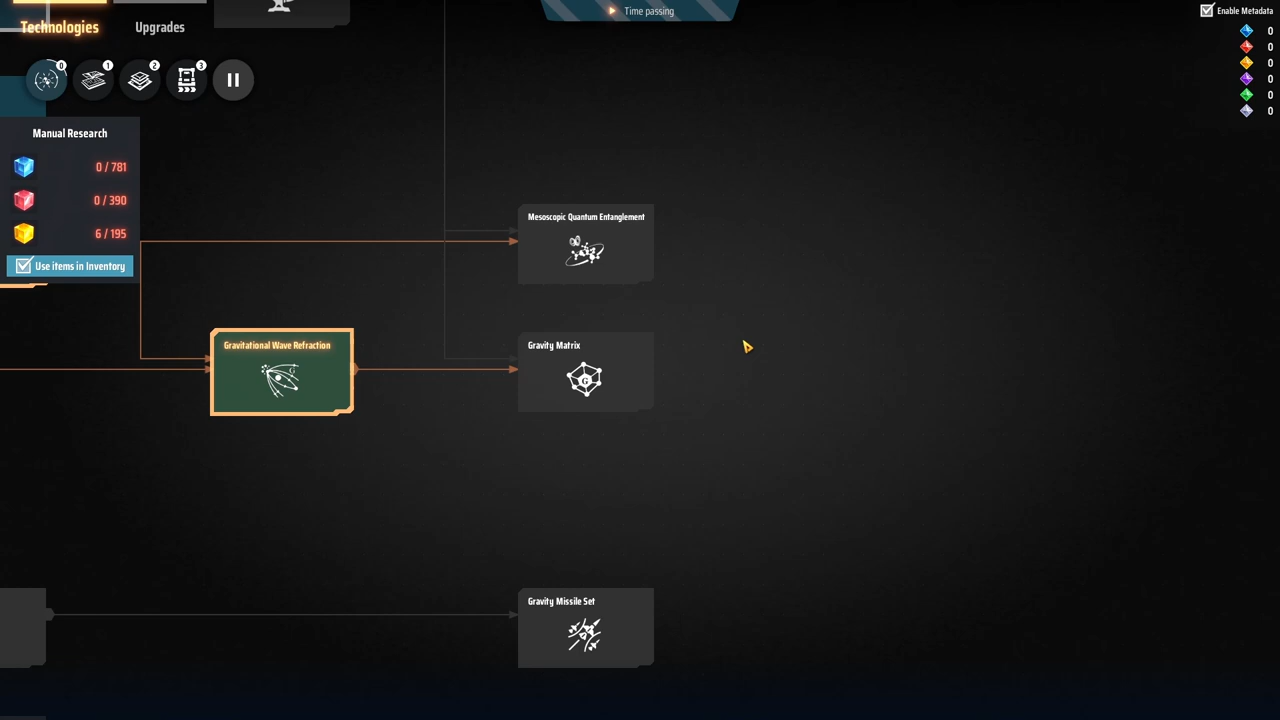 Technologies
Upgrades
Time passing
Enable Metadata
0
0
0
0
0
0
0
1
2
3
Manual Research
0 / 781
0 / 390
6 / 195
Use items in Inventory
Mesoscopic Quantum Entanglement
Gravitational Wave Refraction
G
Gravity Matrix
G
Gravity Missile Set